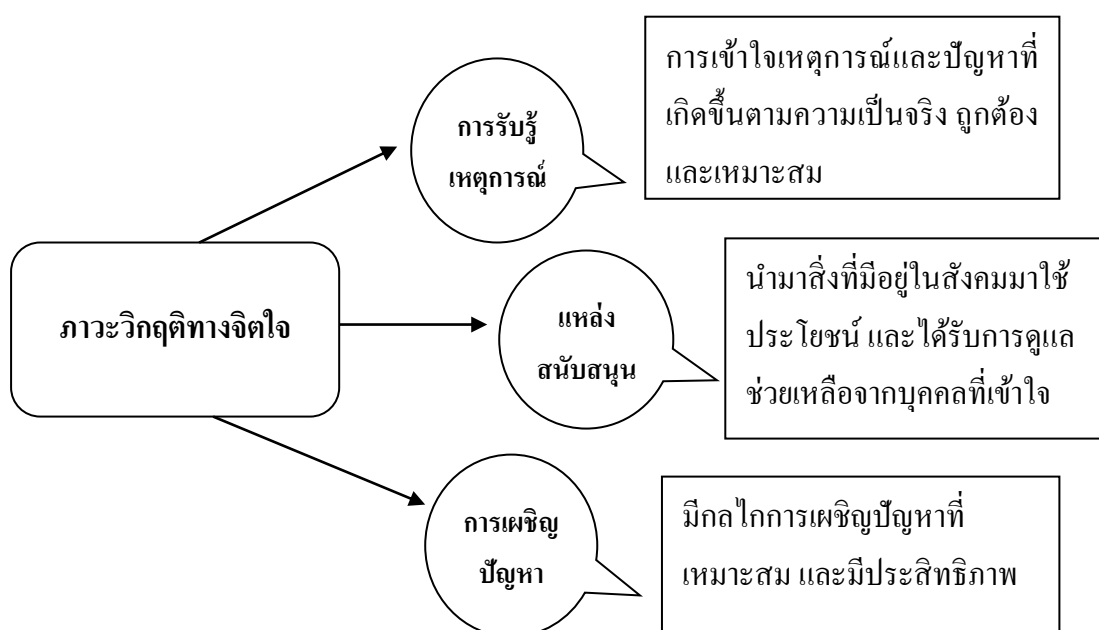 การรับรู้
เหตุการณ์
การเข้าใจเหตุการณ์และปัญหาที่
เกิดขึ้นตามความเป็นจริง ถูกต้อง
และเหมาะสม
ภาวะวิกฤติทางจิตใจ
แหล่ง
สนับสนุน
นำมาสิ่งที่มีอยู่ในสังคมมาใช้
ประโยชน์ และได้รับการดูแล
ช่วยเหลือจากบุคคลที่เข้าใจ
การเผชิญ
ปัญหา
มีกลไกการเผชิญปัญหาที่
เหมาะสม และมีประสิทธิภาพ